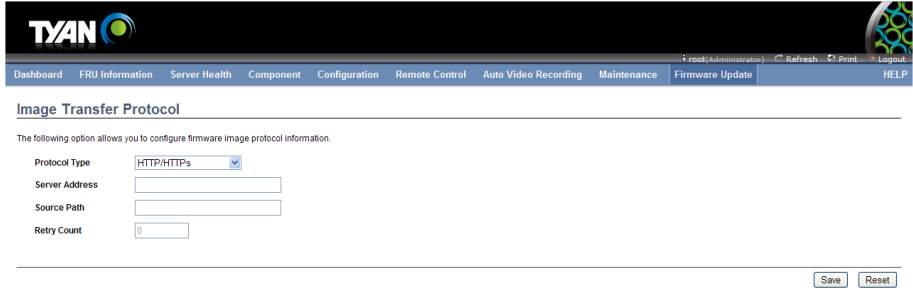 TYAN
root(Administrator) Refresh Print Logout
Dashboard FRU Information Server Health Component Configuration Remote Control Auto Video Recording Maintenance Firmware Update HELP
Image Transfer Protocol
The following option allows you to configure firmware image protocol information.
Protocol Type HTTP/HTTPs
Server Address
Source Path
Retry Count 0
Save Reset